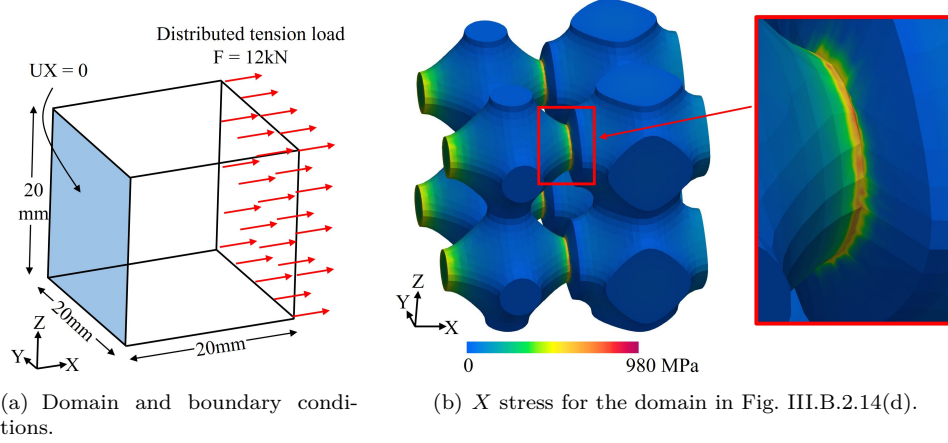 Distributed tension load
F = 12kN
UX = 0
20
mm
20mm
20mm
Z
Y
X
Z
Y
X
0
980 MPa
(a) Domain and boundary condi-
tions.
(b) X stress for the domain in Fig. III.B.2.14(d).